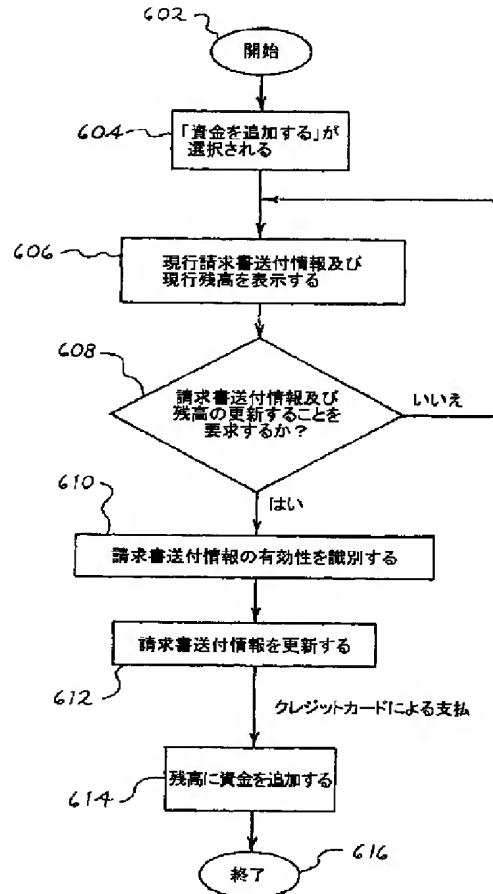 602
開始
604
「資金を追加する」が
選択される
606
現行請求書送付情報及び
現行残高を表示する
608
請求書送付情報及び
残高の更新することを
要求するか？
いいえ
はい
610
請求書送付情報の有効性を識別する
請求書送付情報を更新する
612
クレジットカードによる支払
残高に資金を追加する
614
終了
616